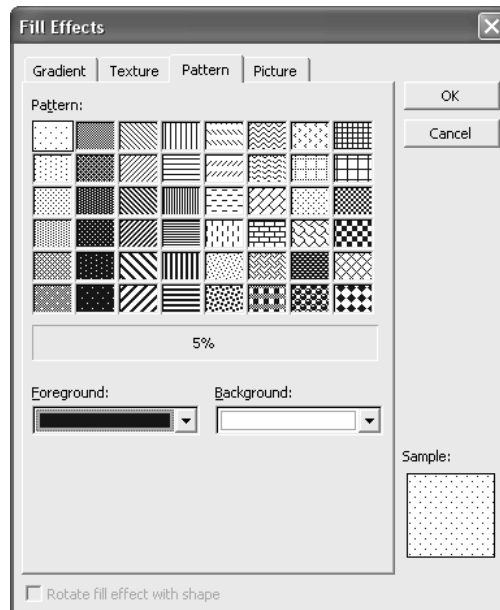 Fill Effects
Gradient Texture Pattern Picture
Pattern:
OK
Cancel
5%
Foreground: Background:
Sample:
Rotate fill effect with shape